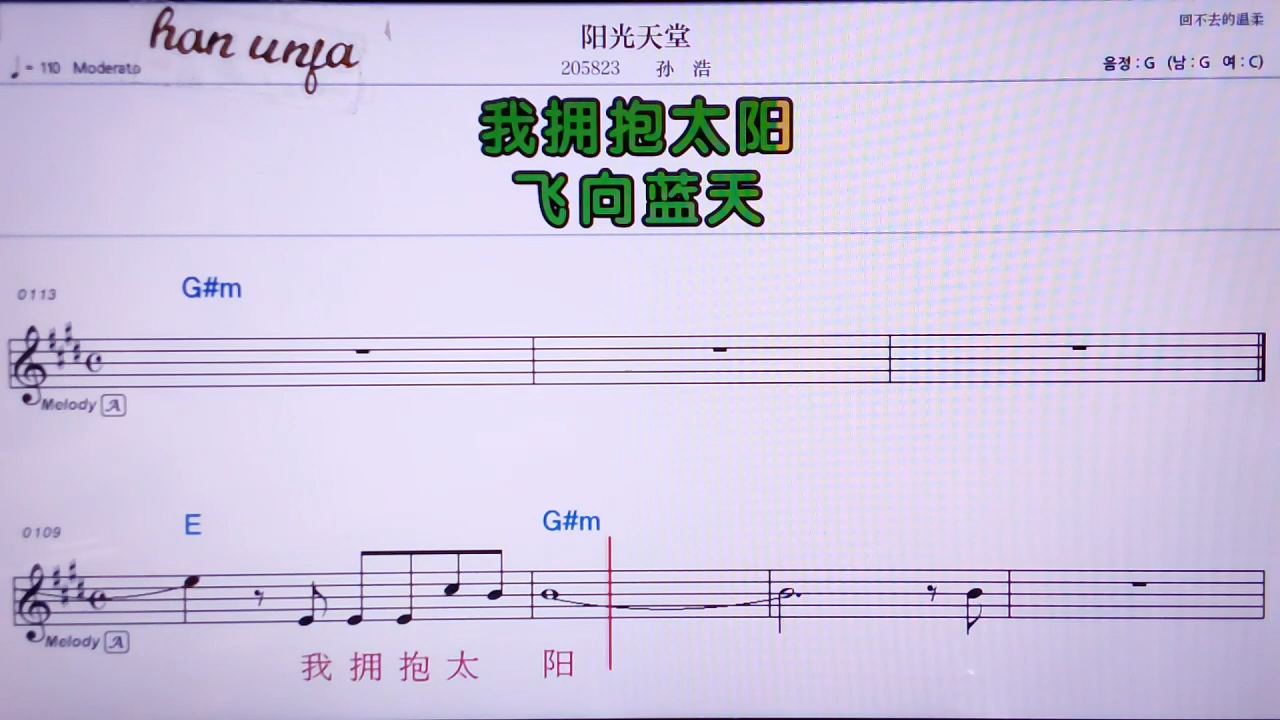 han unja
阳光天堂
回不去的温柔
♩= 110 Moderato
205823 孙 浩
음정 : G (남 : G 여 : C)
我拥抱太阳
飞向蓝天
0113 G#m
Melody A
0109 E G#m
Melody A
我 拥 抱 太 阳